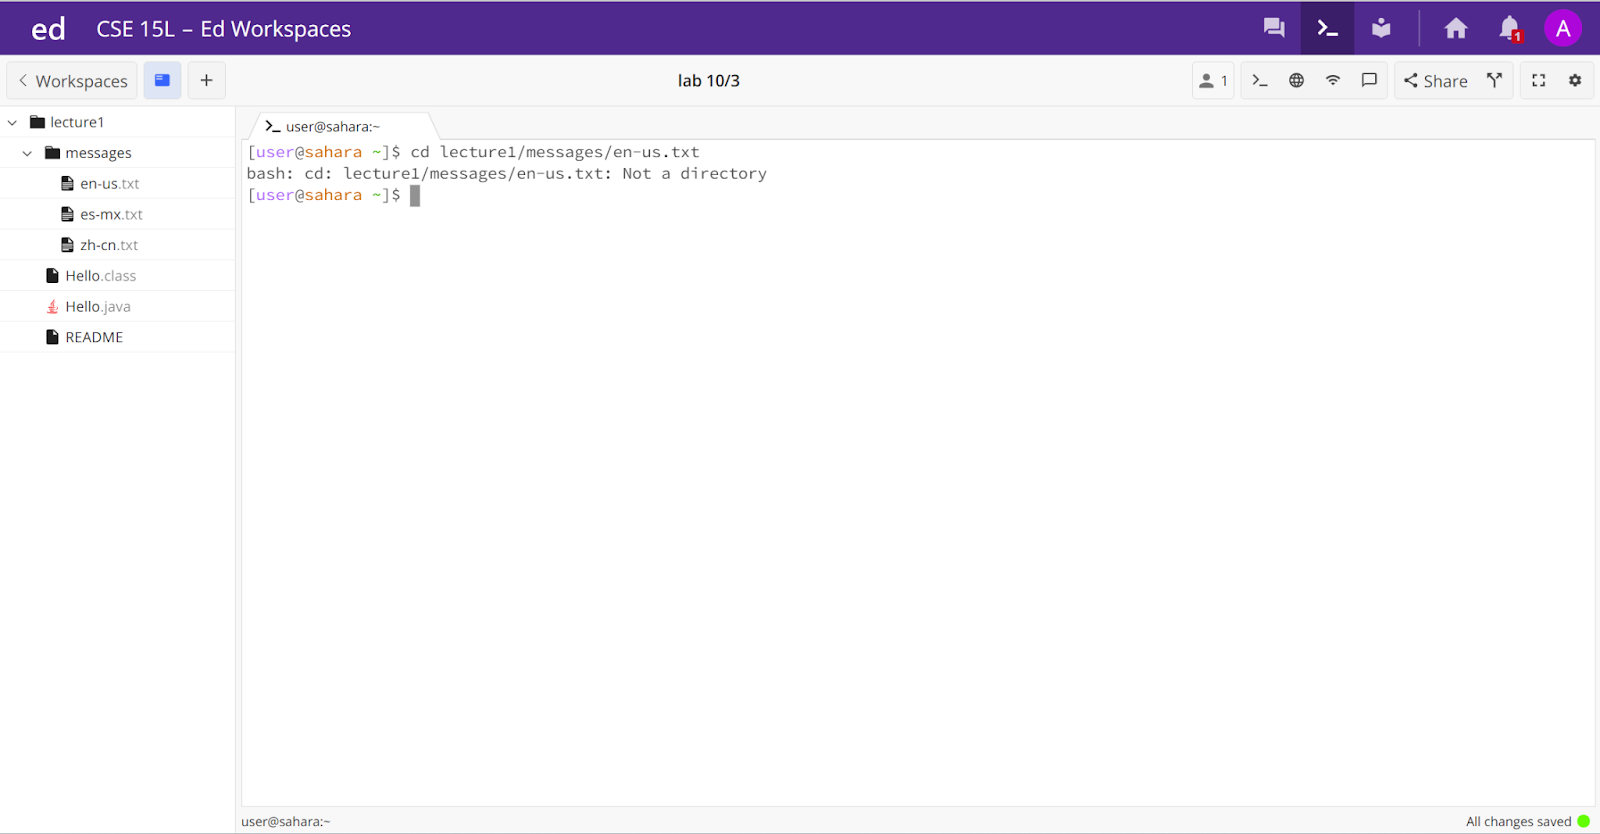 ed CSE 15L – Ed Workspaces 1 A
Workspaces + lab 10/3 1 Share
lecture1
messages
en-us.txt
es-mx.txt
zh-cn.txt
Hello.class
Hello.java
README
user@sahara:~
[user@sahara ~]$ cd lecture1/messages/en-us.txt
bash: cd: lecture1/messages/en-us.txt: Not a directory
[user@sahara ~]$
user@sahara:~ All changes saved